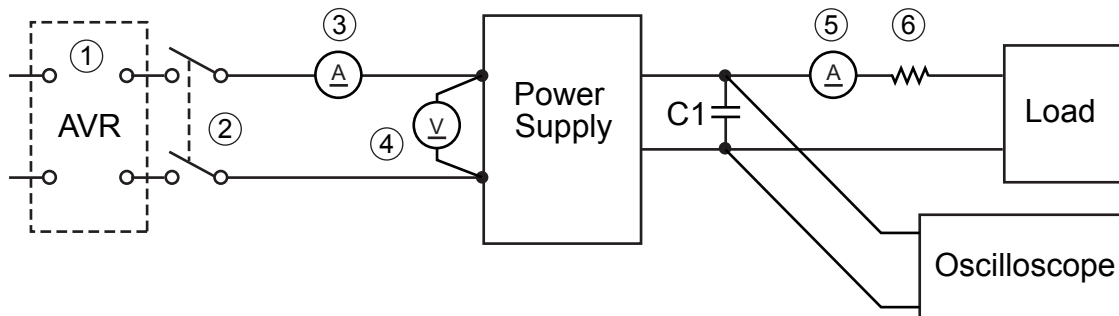 ①
AVR
②
③
A
④
V
Power
Supply
C1
⑤
A
⑥
Load
Oscilloscope